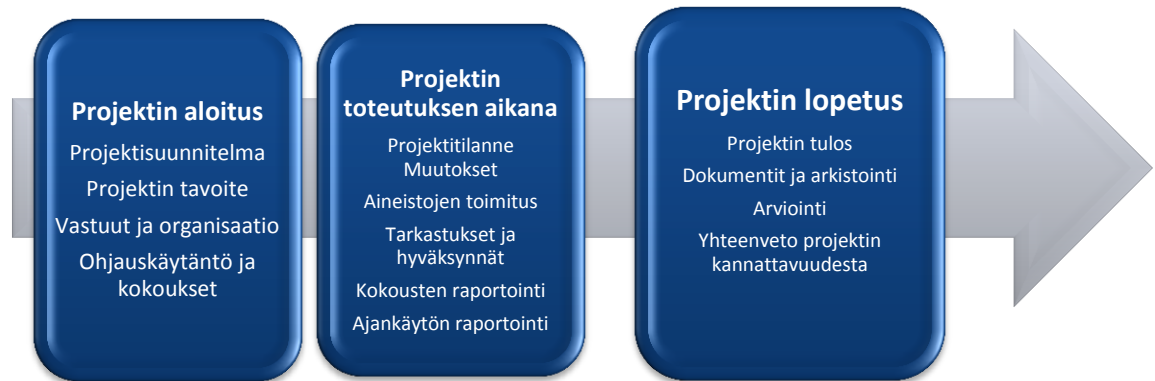 Projektin aloitus
Projektisuunnitelma
Projektin tavoite
Vastuut ja organisaatio
Ohjauskäytäntö ja
kokoukset
Projektin
toteutuksen aikana
Projektitilanne
Muutokset
Aineistojen toimitus
Tarkastukset ja
hyväksynnät
Kokousten raportointi
Ajankäytön raportointi
Projektin lopetus
Projektin tulos
Dokumentit ja arkistointi
Arviointi
Yhteenveto projektin
kannattavuudesta